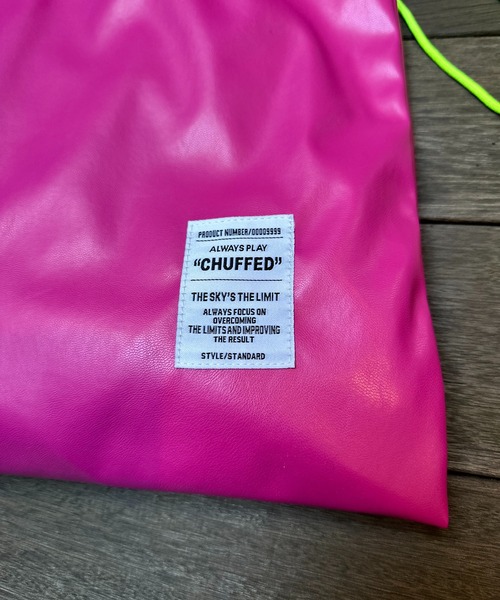 PRODUCT NUMBER/00009999
ALWAYS PLAY
“CHUFFED”
THE SKY'S THE LIMIT
ALWAYS FOCUS ON
OVERCOMING
THE LIMITS AND IMPROVING
THE RESULT
STYLE/STANDARD